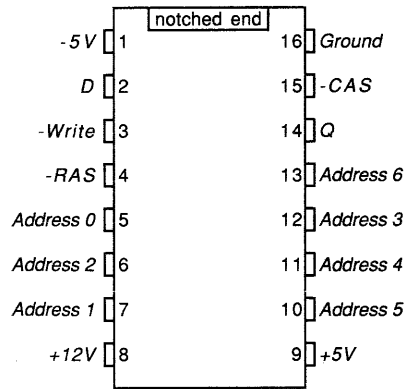 notched end
-5V 1 16 Ground
D 2 15 -CAS
-Write 3 14 Q
-RAS 4 13 Address 6
Address 0 5 12 Address 3
Address 2 6 11 Address 4
Address 1 7 10 Address 5
+12V 8 9 +5V